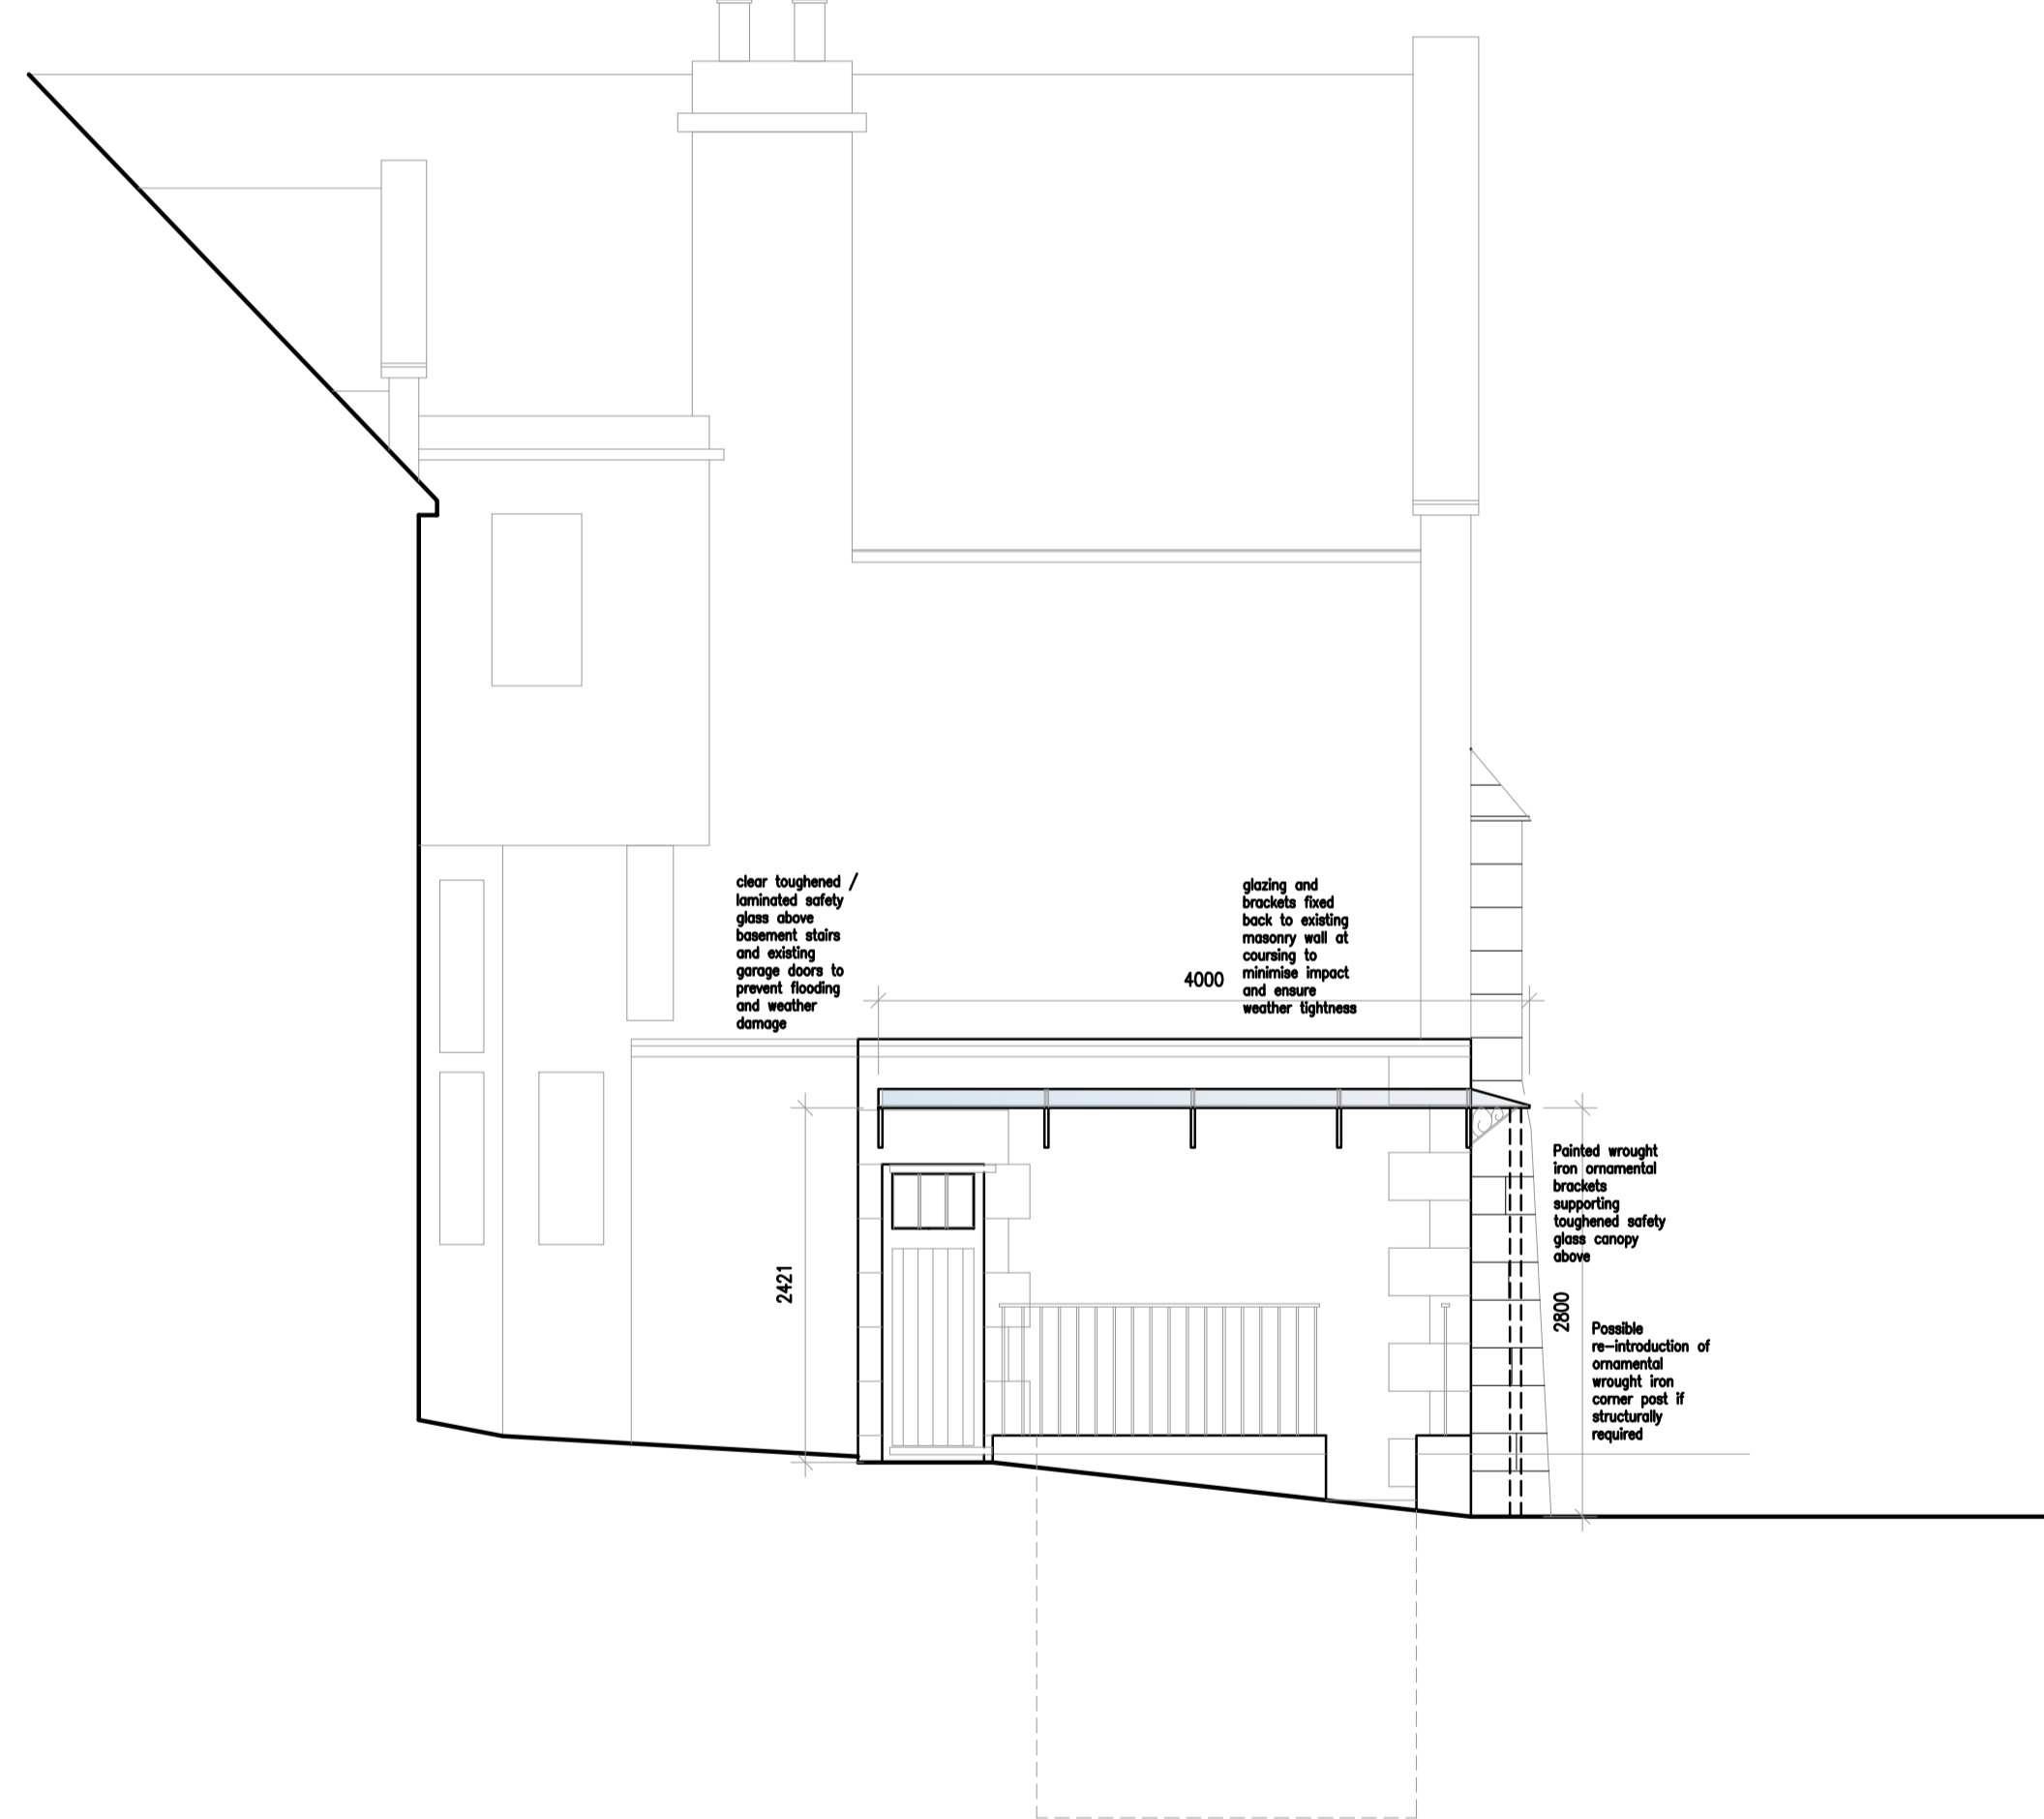 clear toughened /
laminated safety
glass above
basement stairs
and existing
garage doors to
prevent flooding
and weather
damage
glazing and
brackets fixed
back to existing
masonry wall at
coursing to
minimise impact
and ensure
weather tightness
4000
2421
Painted wrought
iron ornamental
brackets
supporting
toughened safety
glass canopy
above
2800
Possible
re-introduction of
ornamental
wrought iron
corner post if
structurally
required